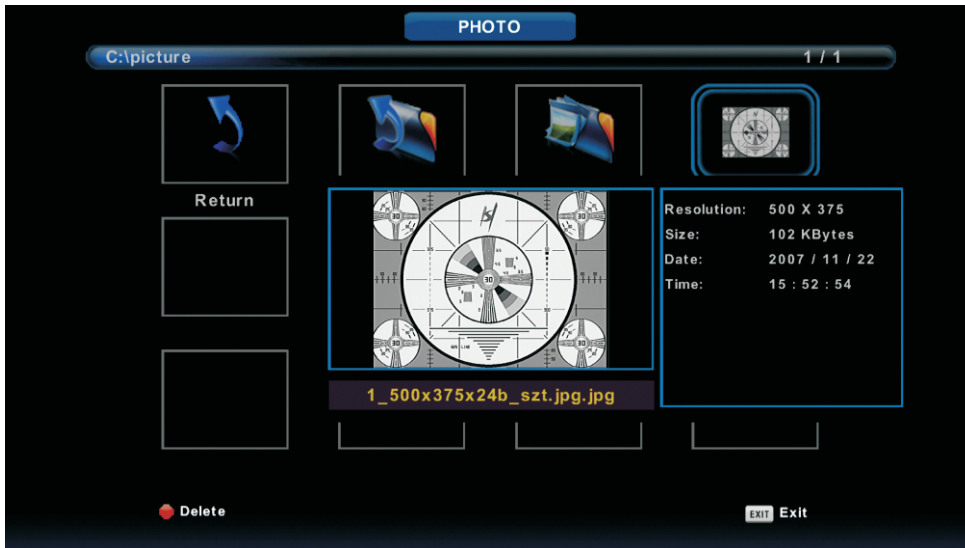 PHOTO
C:\picture 1 / 1
Return
Resolution: 500 X 375
Size: 102 KBytes
Date: 2007 / 11 / 22
Time: 15 : 52 : 54
1_500x375x24b_szt.jpg.jpg
Delete
EXIT Exit